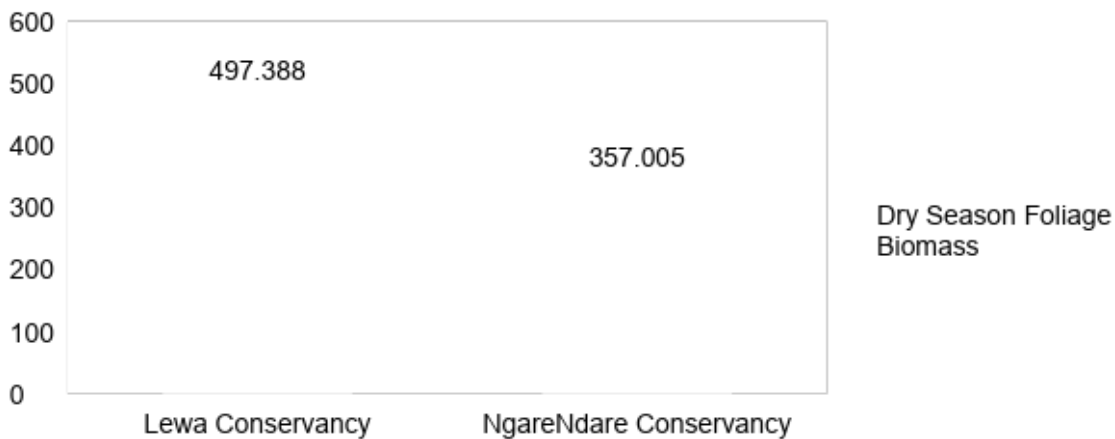 600
500
400
300
200
100
0
497.388
357.005
Lewa Conservancy
NgareNdare Conservancy
Dry Season Foliage
Biomass